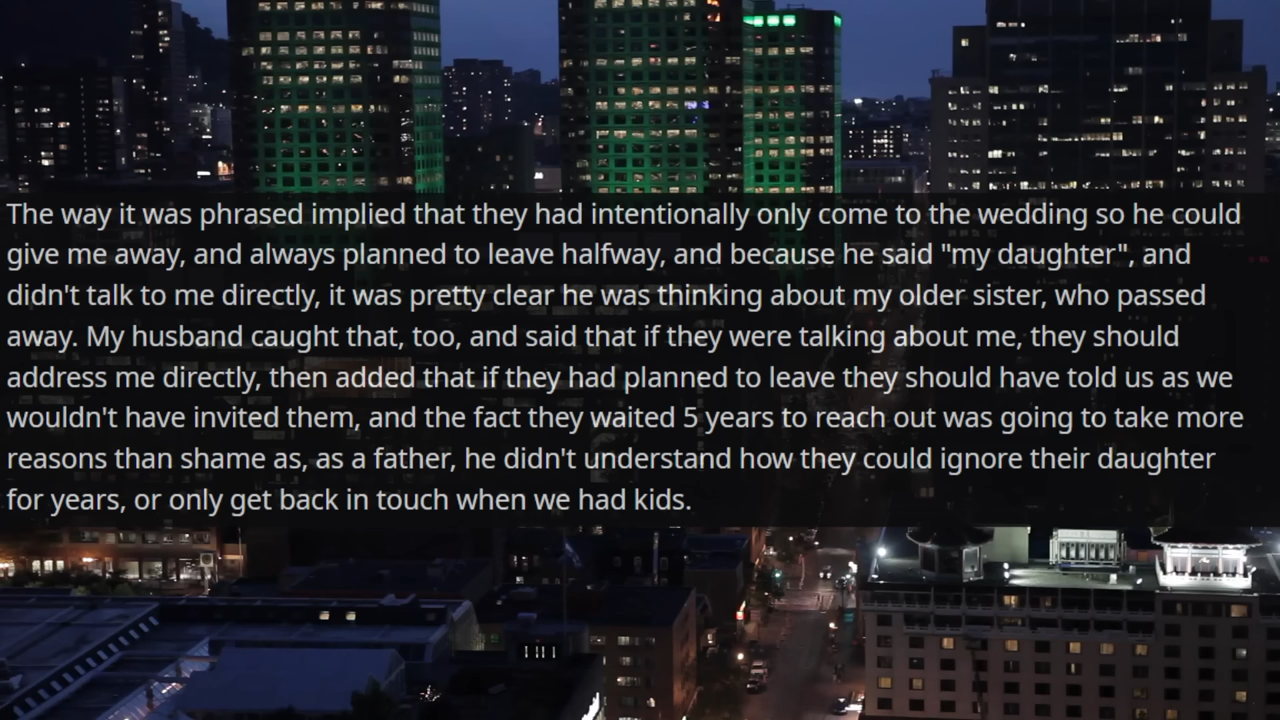 The way it was phrased implied that they had intentionally only come to the wedding so he could
give me away, and always planned to leave halfway, and because he said "my daughter", and
didn't talk to me directly, it was pretty clear he was thinking about my older sister, who passed
away. My husband caught that, too, and said that if they were talking about me, they should
address me directly, then added that if they had planned to leave they should have told us as we
wouldn't have invited them, and the fact they waited 5 years to reach out was going to take more
reasons than shame as, as a father, he didn't understand how they could ignore their daughter
for years, or only get back in touch when we had kids.